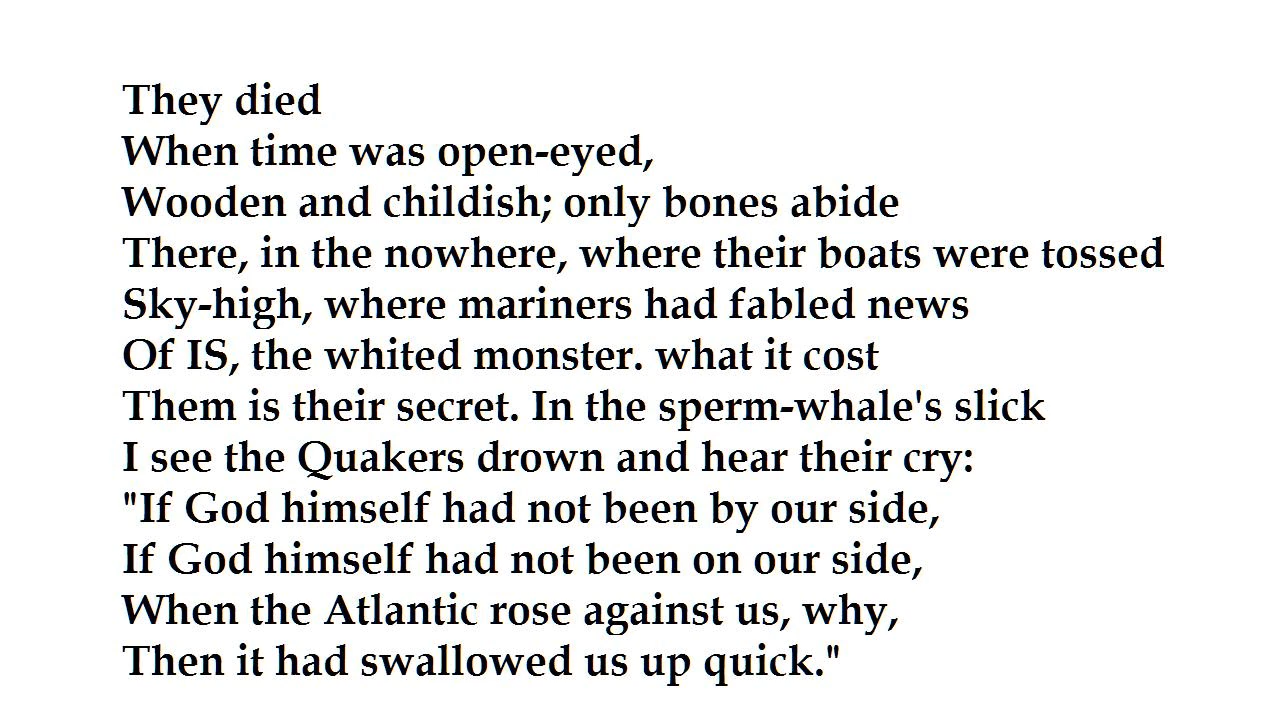 They died
When time was open-eyed,
Wooden and childish; only bones abide
There, in the nowhere, where their boats were tossed
Sky-high, where mariners had fabled news
Of IS, the whited monster. what it cost
Them is their secret. In the sperm-whale's slick
I see the Quakers drown and hear their cry:
"If God himself had not been by our side,
If God himself had not been on our side,
When the Atlantic rose against us, why,
Then it had swallowed us up quick."